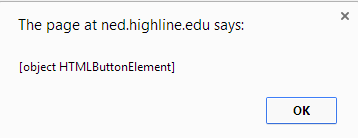 The page at ned.highline.edu says:
[object HTMLButtonElement]
OK